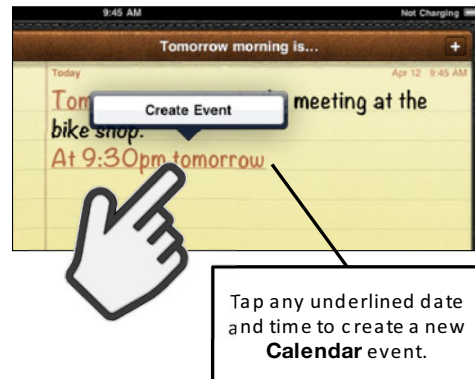 9:45 AM Not Charging
Tomorrow morning is...
+
Today Apr 12 9:45 AM
Tom meeting at the
Create Event
bike shop.
At 9:30pm tomorrow
Tap any underlined date
and time to create a new
Calendar event.